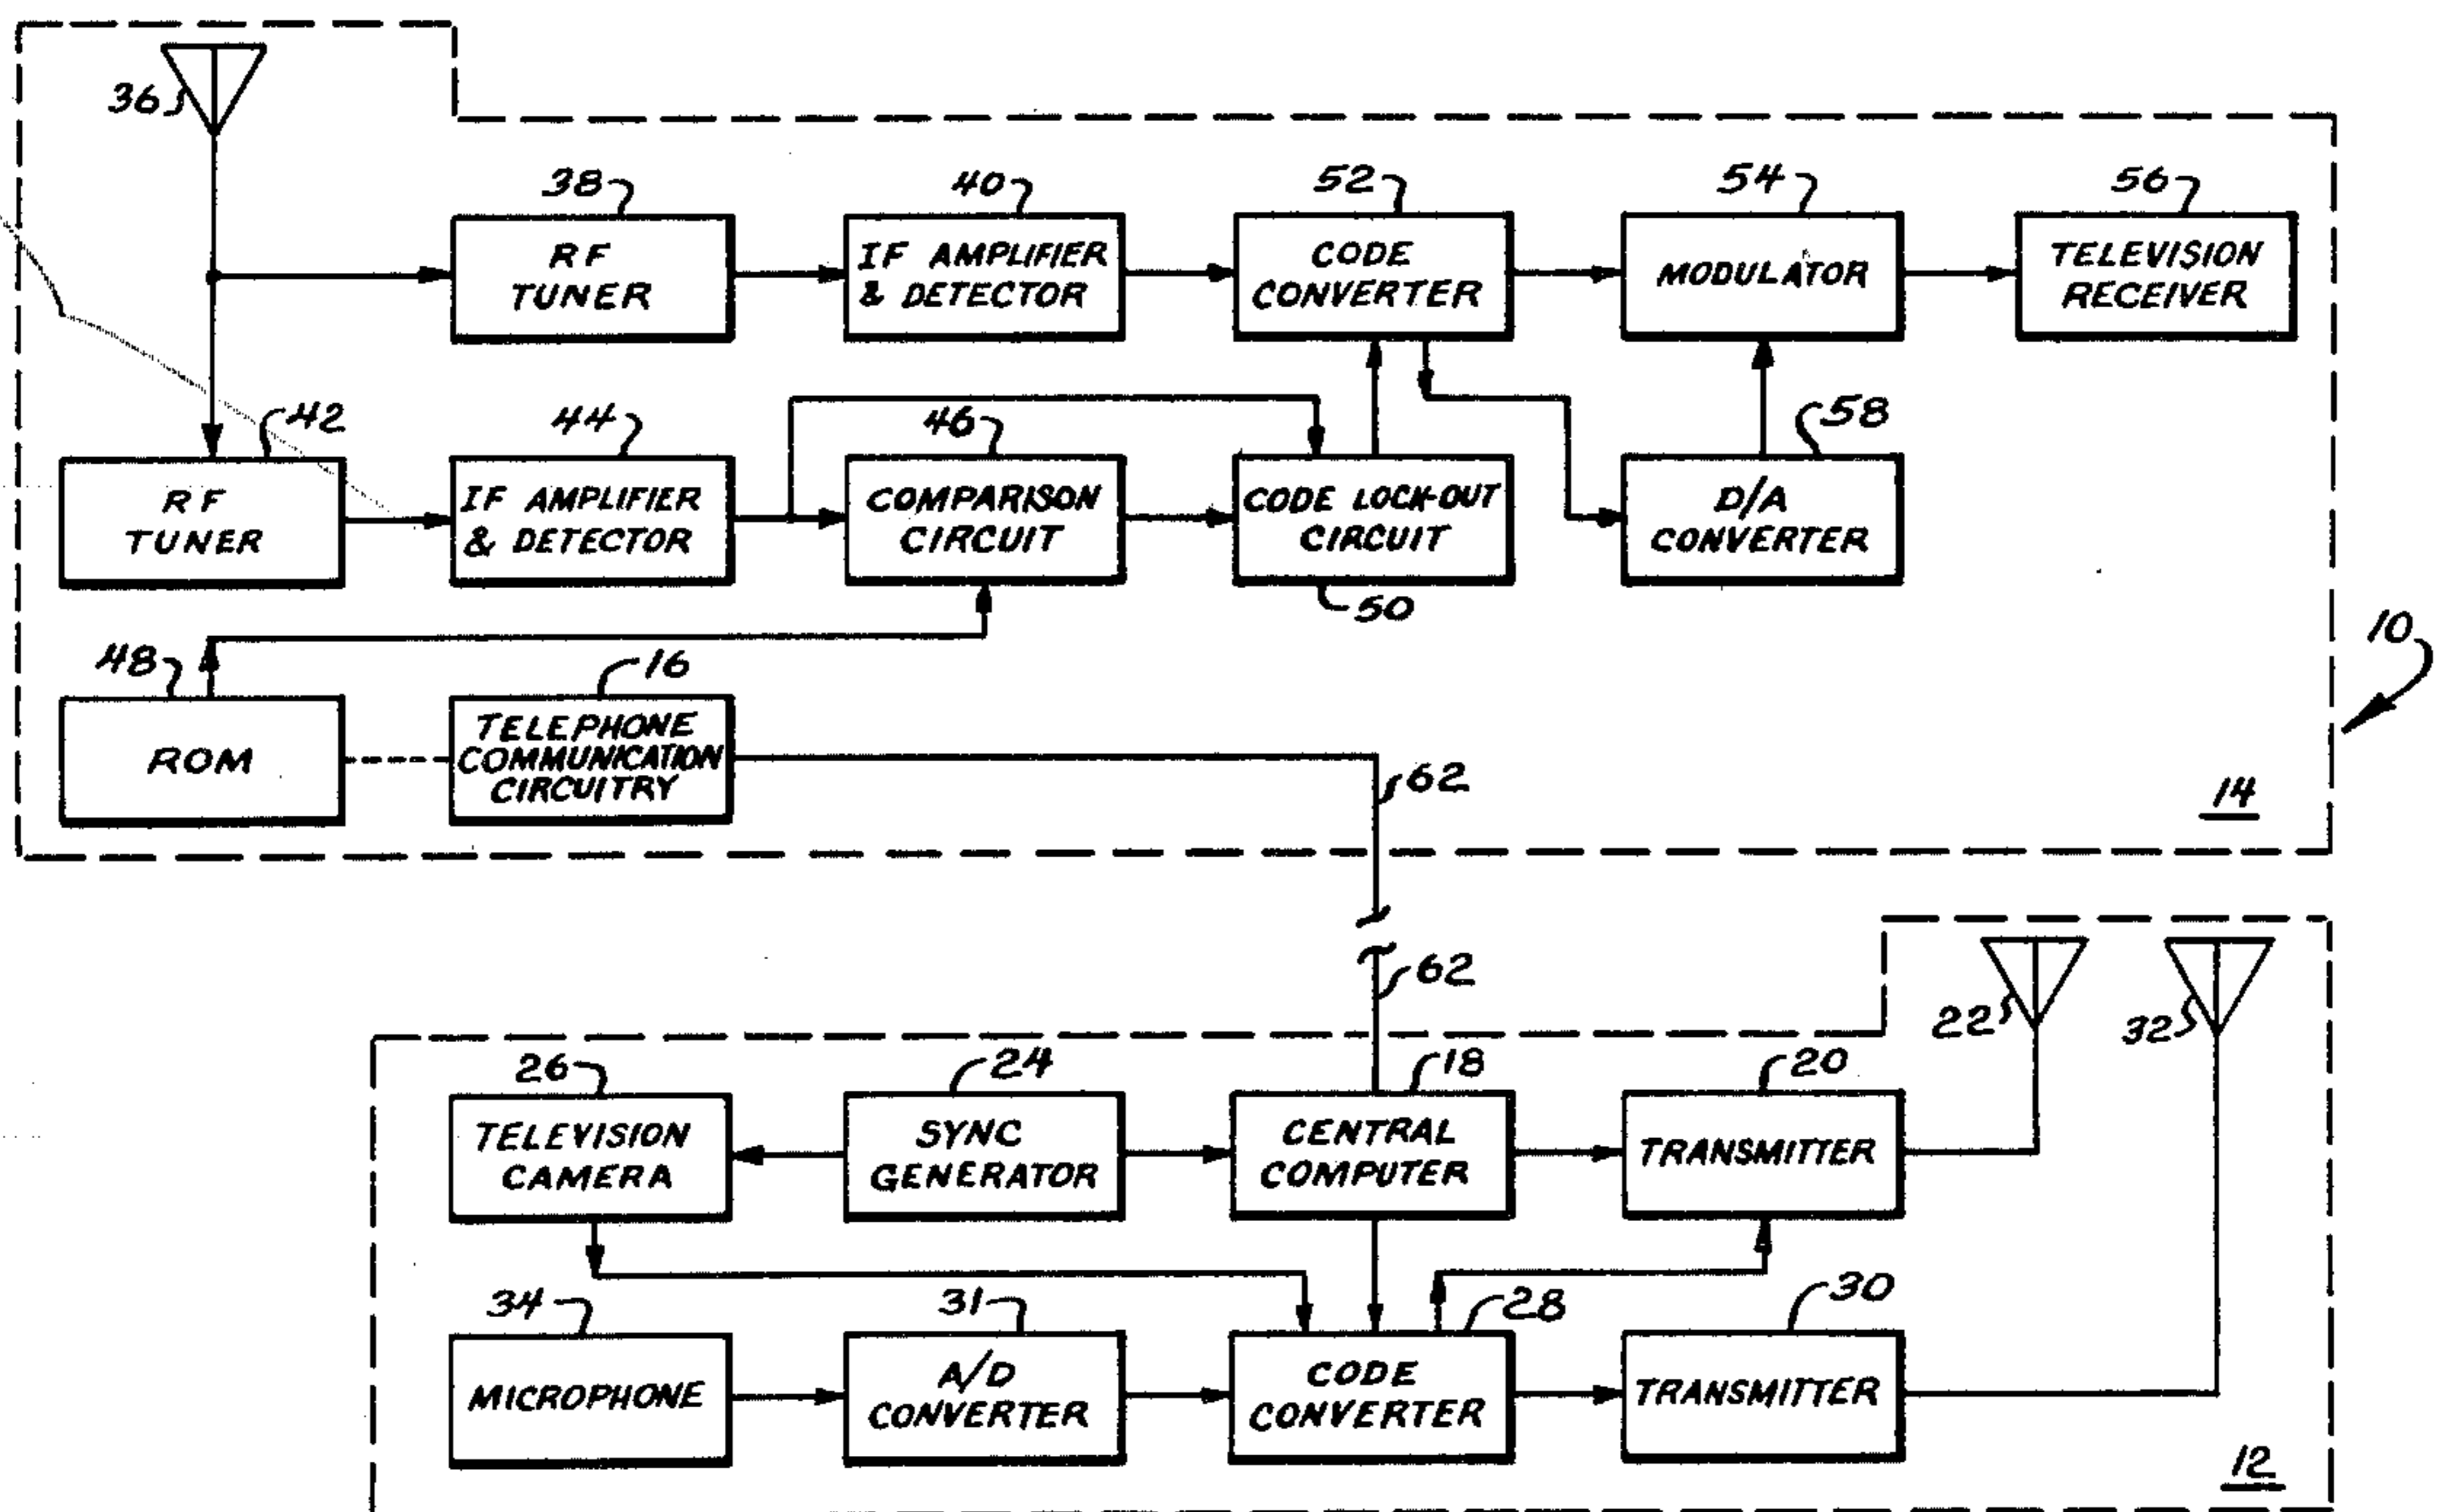 36
38
40
52
54
56
RF
TUNER
IF AMPLIFIER
& DETECTOR
CODE
CONVERTER
MODULATOR
TELEVISION
RECEIVER
42
44
46
58
RF
TUNER
IF AMPLIFIER
& DETECTOR
COMPARISON
CIRCUIT
CODE LOCK-OUT
CIRCUIT
D/A
CONVERTER
50
10
48
16
ROM
TELEPHONE
COMMUNICATION
CIRCUITRY
62
14
62
22
32
26
24
18
20
TELEVISION
CAMERA
SYNC
GENERATOR
CENTRAL
COMPUTER
TRANSMITTER
34
31
28
30
MICROPHONE
A/D
CONVERTER
CODE
CONVERTER
TRANSMITTER
12